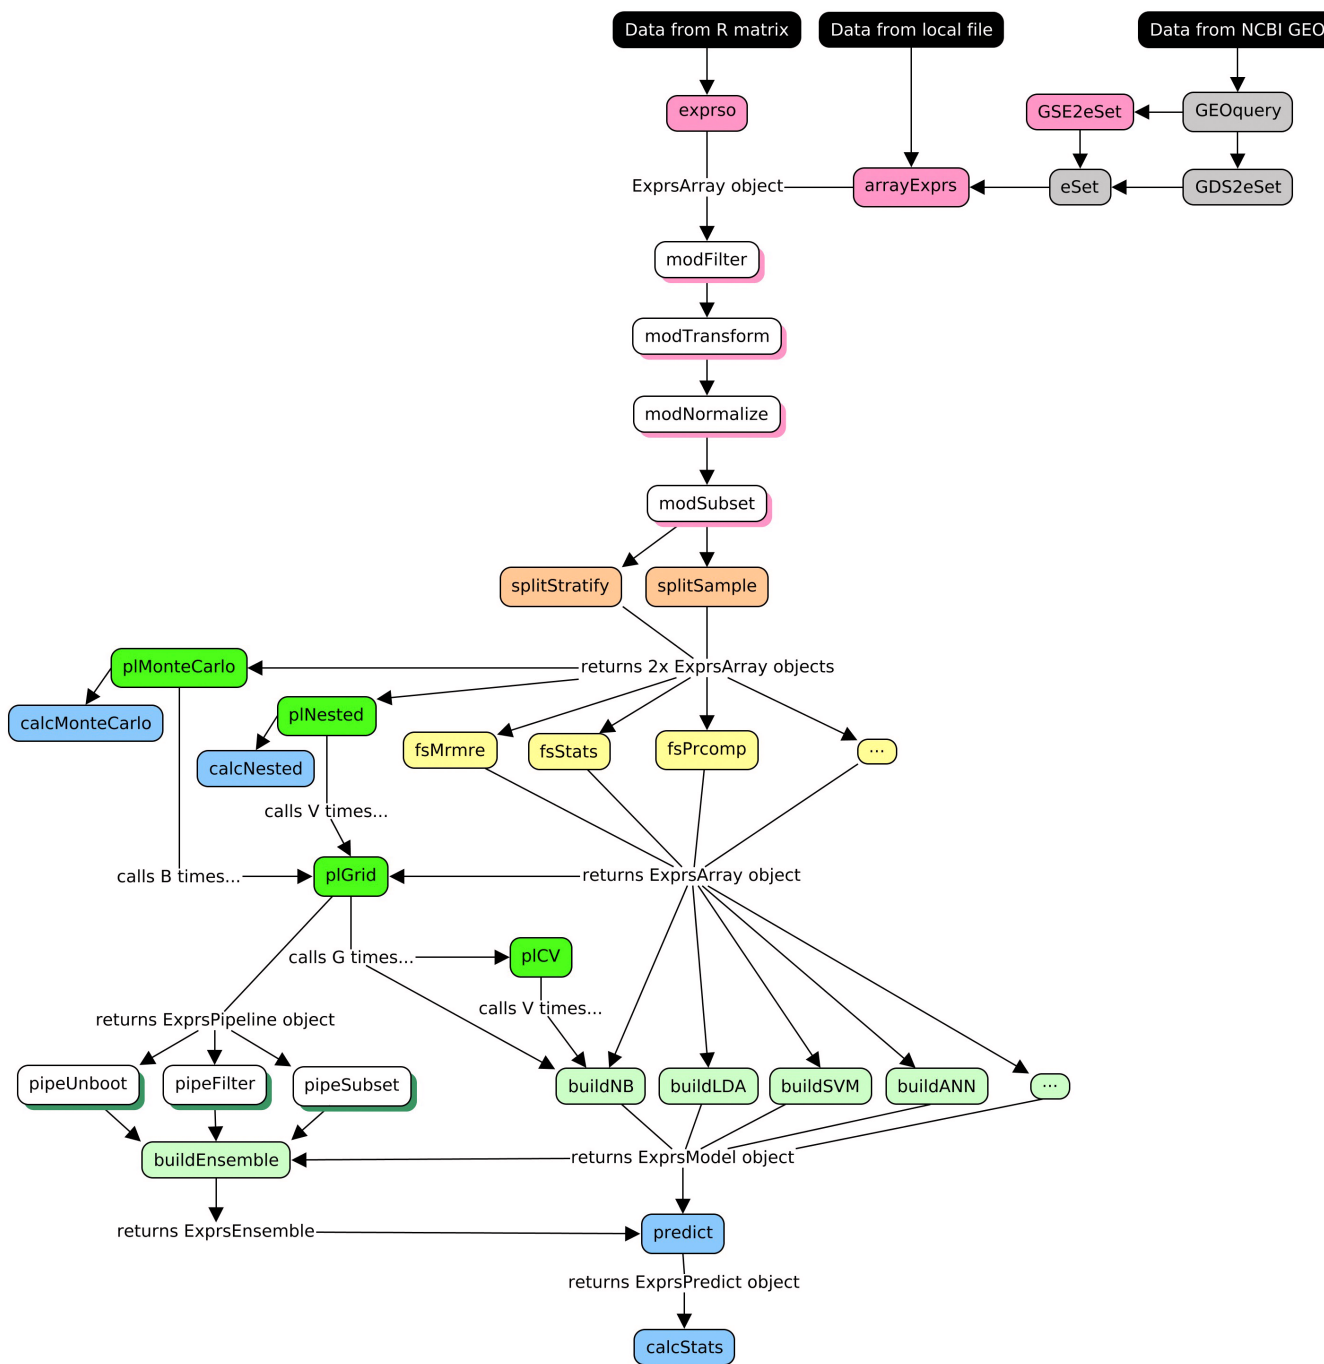 Data from R matrix
Data from local file
Data from NCBI GEO
exprso
GSE2eSet
GEOquery
ExprsArray object
arrayExprs
eSet
GDS2eSet
modFilter
modTransform
modNormalize
modSubset
splitStratify
splitSample
plMonteCarlo
returns 2x ExprsArray objects
calcMonteCarlo
plNested
fsMrmre
fsStats
fsPrcomp
...
calcNested
calls V times...
calls B times...
plGrid
returns ExprsArray object
calls G times...
plCV
calls V times...
returns ExprsPipeline object
pipeUnboot
pipeFilter
pipeSubset
buildNB
buildLDA
buildSVM
buildANN
...
buildEnsemble
returns ExprsModel object
returns ExprsEnsemble
predict
returns ExprsPredict object
calcStats